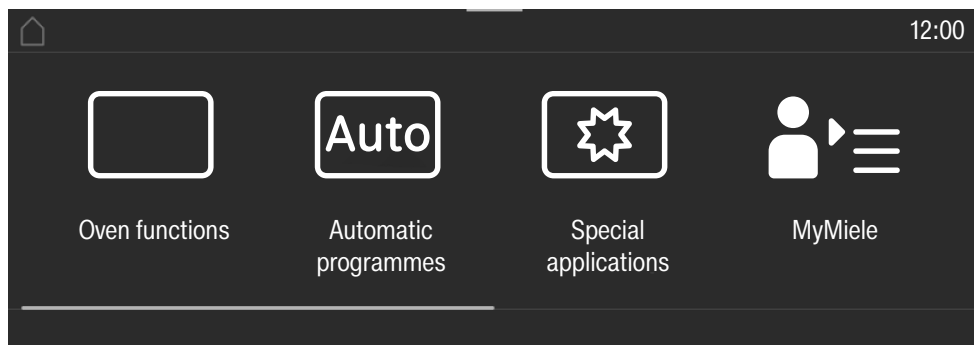 12:00
Auto
Oven functions
Automatic
programmes
Special
applications
MyMiele